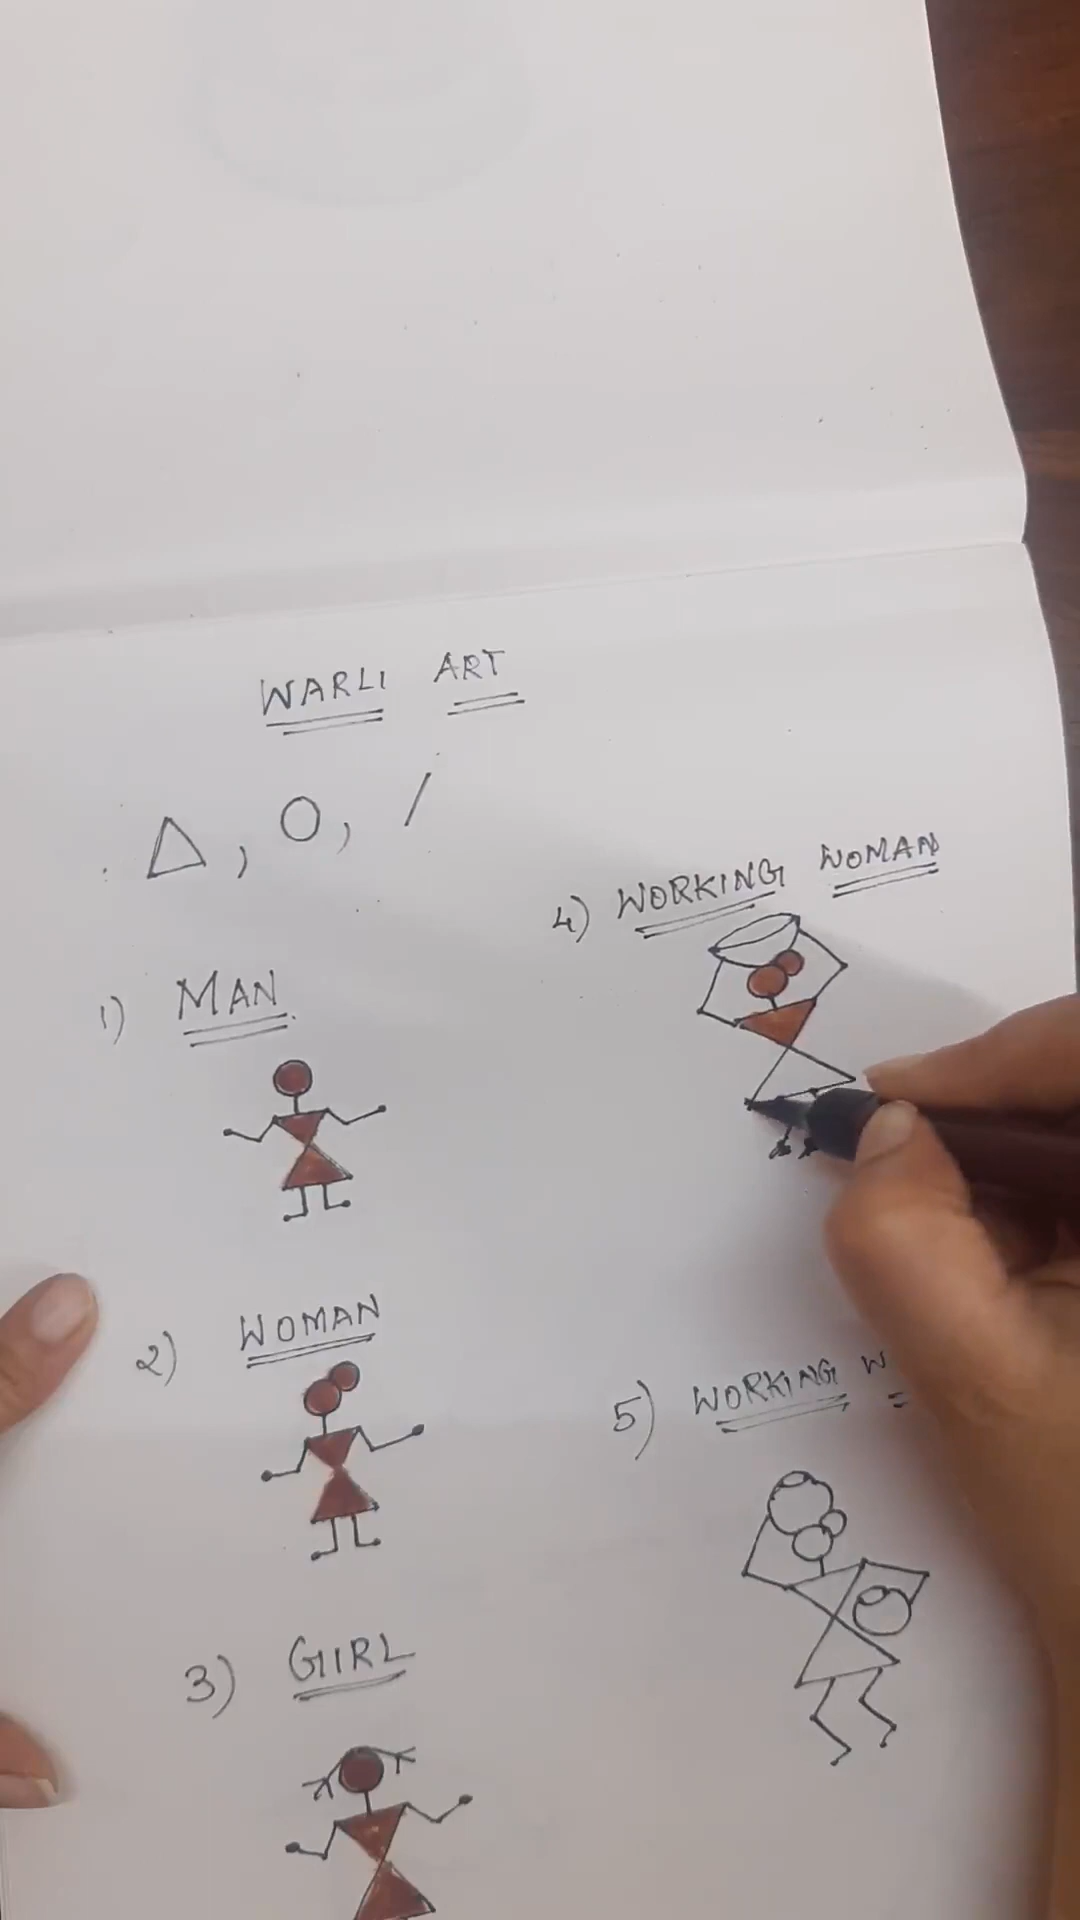 WARLI ART
△, O, /
1) MAN.
2) WOMAN
3) GIRL
4) WORKING WOMAN
5) WORKING W